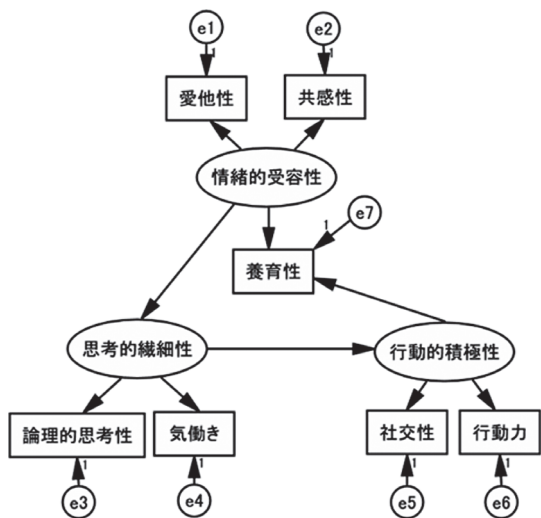 e1
e2
1
1
愛他性
共感性
情緒的受容性
e7
1
養育性
思考的繊細性
行動的積極性
論理的思考性
気働き
社交性
行動力
1
1
1
1
e3
e4
e5
e6